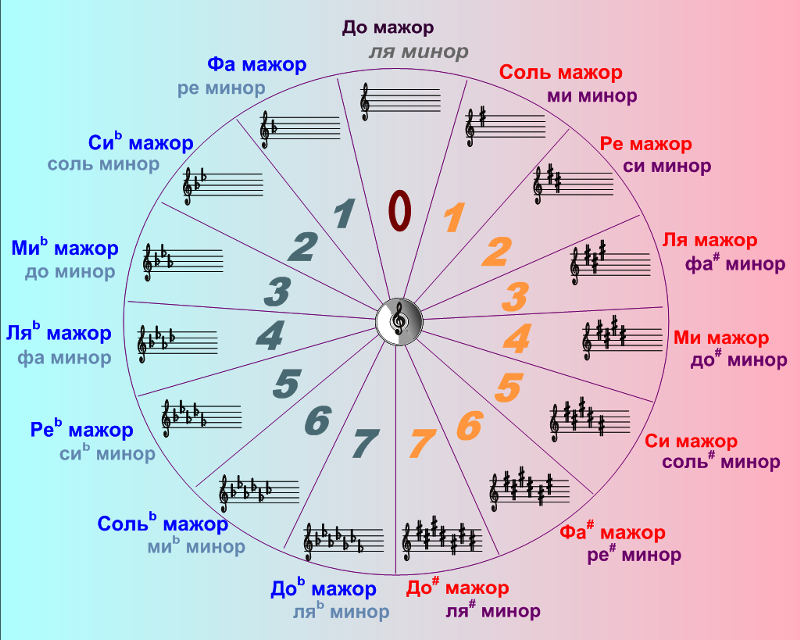 До мажор
ля минор
Соль мажор
ми минор
Ре мажор
си минор
Ля мажор
фа# минор
Ми мажор
до# минор
Си мажор
соль# минор
Фа# мажор
ре# минор
До# мажор
ля# минор
Доb мажор
ляb минор
Сольb мажор
миb минор
Реb мажор
сиb минор
Ляb мажор
фа минор
Миb мажор
до минор
Сиb мажор
соль минор
Фа мажор
ре минор
0
1
2
3
4
5
6
7
7
6
5
4
3
2
1